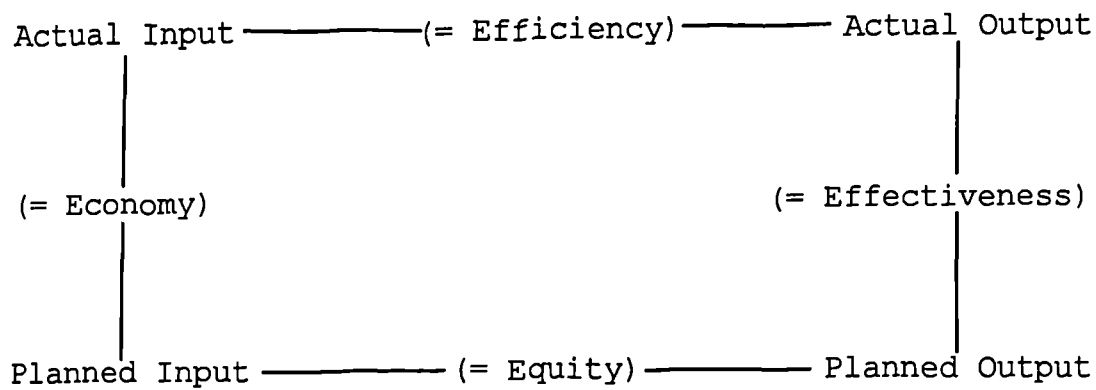 Actual Input (= Efficiency) Actual Output
(= Economy) (= Effectiveness)
Planned Input (= Equity) Planned Output